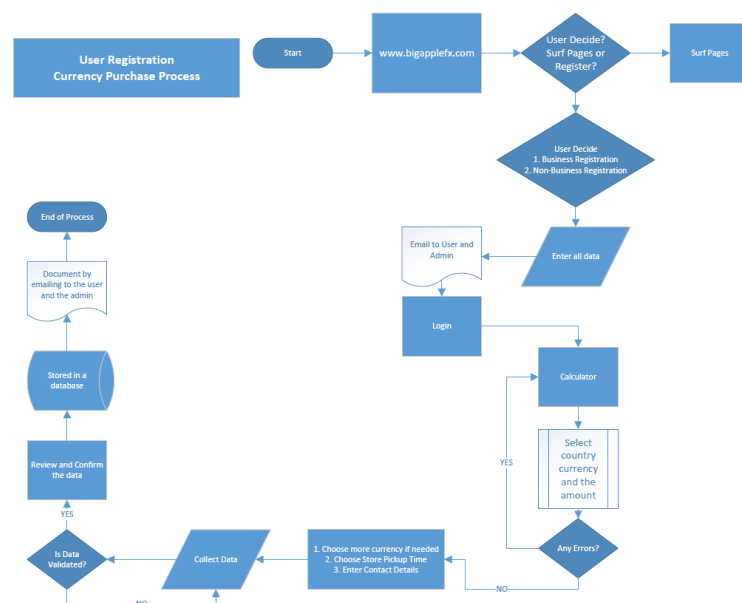 User Registration
Currency Purchase Process
Start
www.bigapplefx.com
User Decide?
Surf Pages or
Register?
Surf Pages
User Decide
1. Business Registration
2. Non-Business Registration
End of Process
Email to User and
Admin
Enter all data
Document by
emailing to the user
and the admin
Login
Stored in a
database
Calculator
Select
country
currency
and the
amount
YES
Review and Confirm
the data
YES
Is Data
Validated?
Collect Data
1. Choose more currency if needed
2. Choose Store Pickup Time
3. Enter Contact Details
Any Errors?
NO
NO